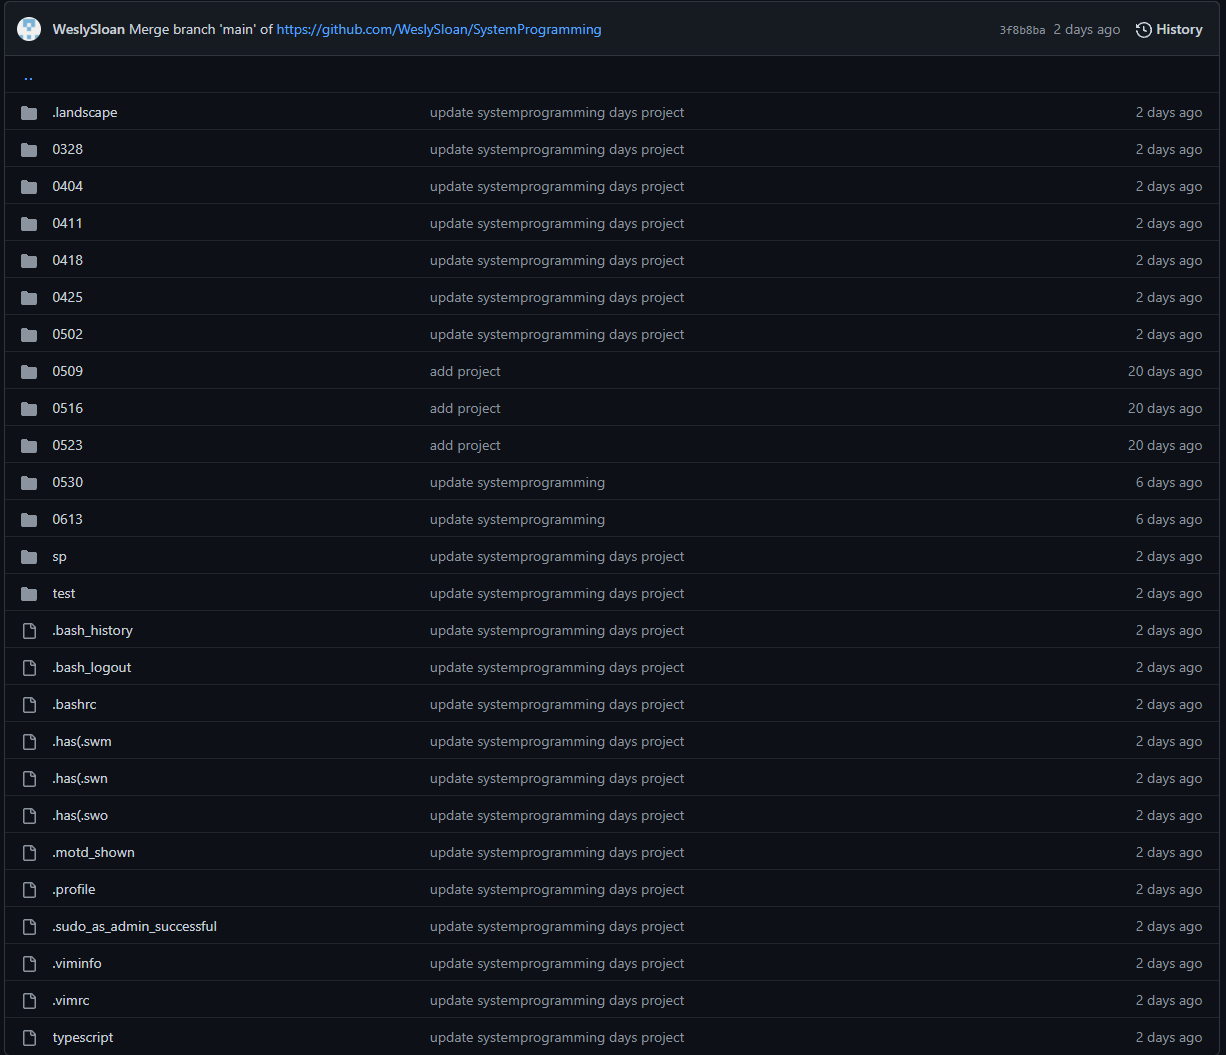 WeslySloan Merge branch 'main' of https://github.com/WeslySloan/SystemProgramming 3f8b8ba 2 days ago History
..
.landscape update systemprogramming days project 2 days ago
0328 update systemprogramming days project 2 days ago
0404 update systemprogramming days project 2 days ago
0411 update systemprogramming days project 2 days ago
0418 update systemprogramming days project 2 days ago
0425 update systemprogramming days project 2 days ago
0502 update systemprogramming days project 2 days ago
0509 add project 20 days ago
0516 add project 20 days ago
0523 add project 20 days ago
0530 update systemprogramming 6 days ago
0613 update systemprogramming 6 days ago
sp update systemprogramming days project 2 days ago
test update systemprogramming days project 2 days ago
.bash_history update systemprogramming days project 2 days ago
.bash_logout update systemprogramming days project 2 days ago
.bashrc update systemprogramming days project 2 days ago
.has(.swm update systemprogramming days project 2 days ago
.has(.swn update systemprogramming days project 2 days ago
.has(.swo update systemprogramming days project 2 days ago
.motd_shown update systemprogramming days project 2 days ago
.profile update systemprogramming days project 2 days ago
.sudo_as_admin_successful update systemprogramming days project 2 days ago
.viminfo update systemprogramming days project 2 days ago
.vimrc update systemprogramming days project 2 days ago
typescript update systemprogramming days project 2 days ago